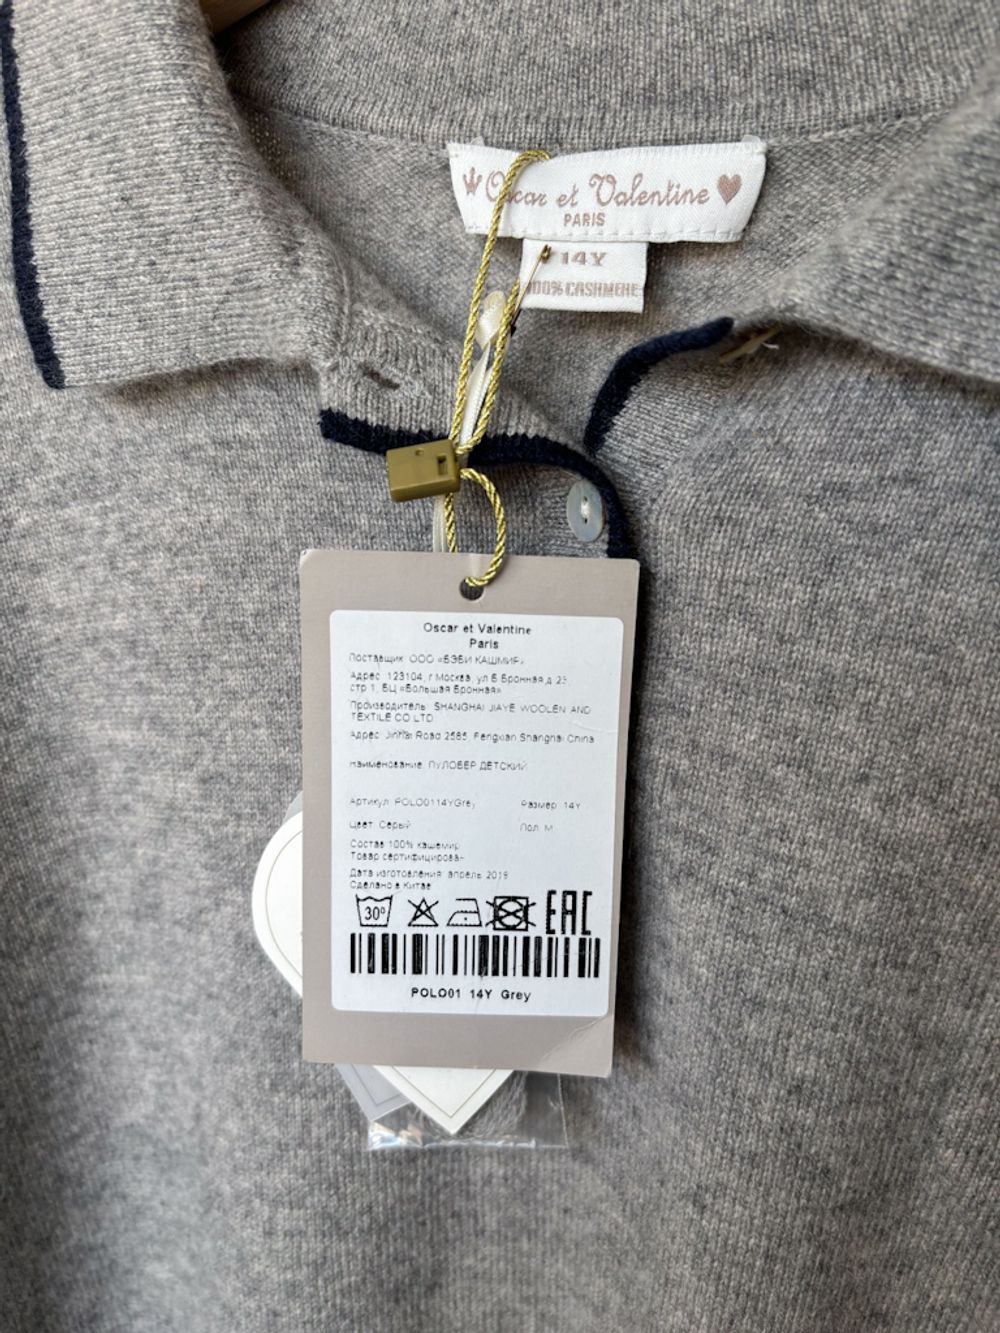 Oscar et Valentine
PARIS
14Y
100% CASHMERE
Oscar et Valentine
Paris
Поставщик: ООО «БЭБИ КАШМИР»
Адрес: 123104, г.Москва, ул Б.Бронная д.23,
стр 1, БЦ «Большая Бронная»
Производитель: SHANGHAI JIAYE WOOLEN AND
TEXTILE CO LTD
Адрес: Jinhai Road 2585, Fengxian Shanghai China
Наименование: ПУЛОВЕР ДЕТСКИЙ
Артикул: POLO0114YGrey Размер: 14Y
Цвет: Серый Пол: М
Состав 100% кашемир
Товар сертифицирован
Дата изготовления: апрель 2018
Сделано в Китае
30° EAC
POLO01 14Y Grey